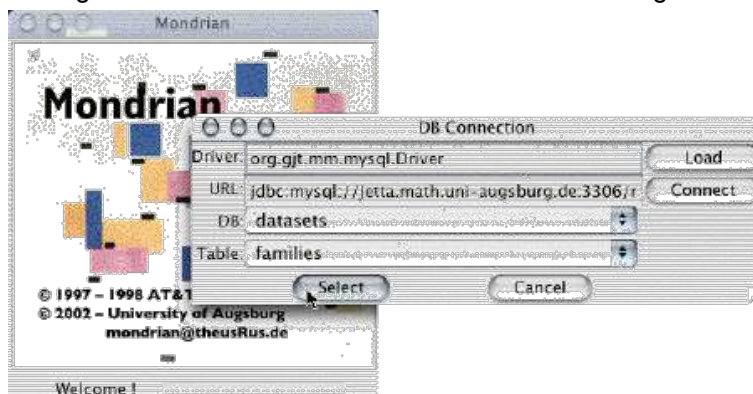 Mondrian
Mondrian
DB Connection
Driver: org.gjt.mm.mysql.Driver Load
URL: jdbc:mysql://jetta.math.uni-augsburg.de:3306/r Connect
DB: datasets
Table: families
Select Cancel
© 1997 – 1998 AT&T
© 2002 – University of Augsburg
mondrian@theusRus.de
Welcome !